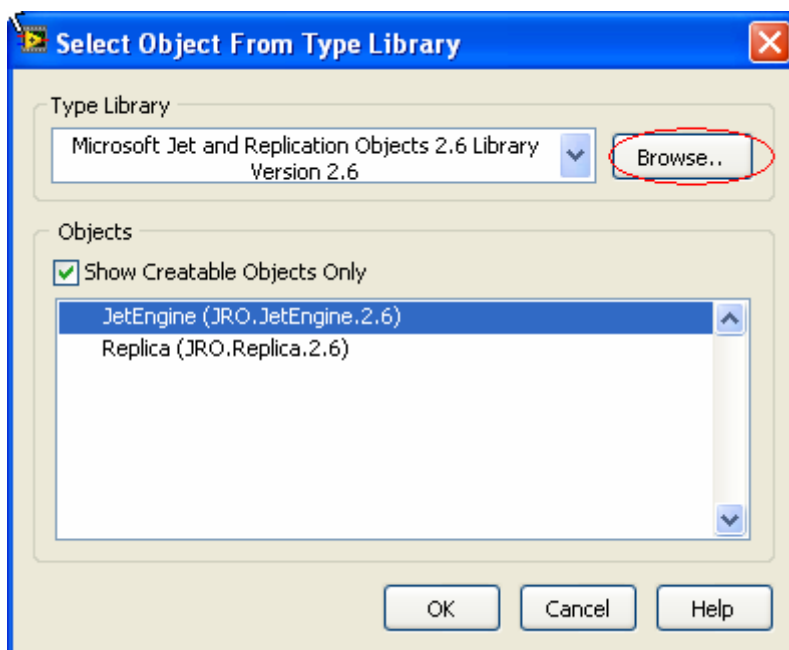 Select Object From Type Library
Type Library
Microsoft Jet and Replication Objects 2.6 Library
Version 2.6
Browse..
Objects
Show Creatable Objects Only
JetEngine (JRO.JetEngine.2.6)
Replica (JRO.Replica.2.6)
OK
Cancel
Help